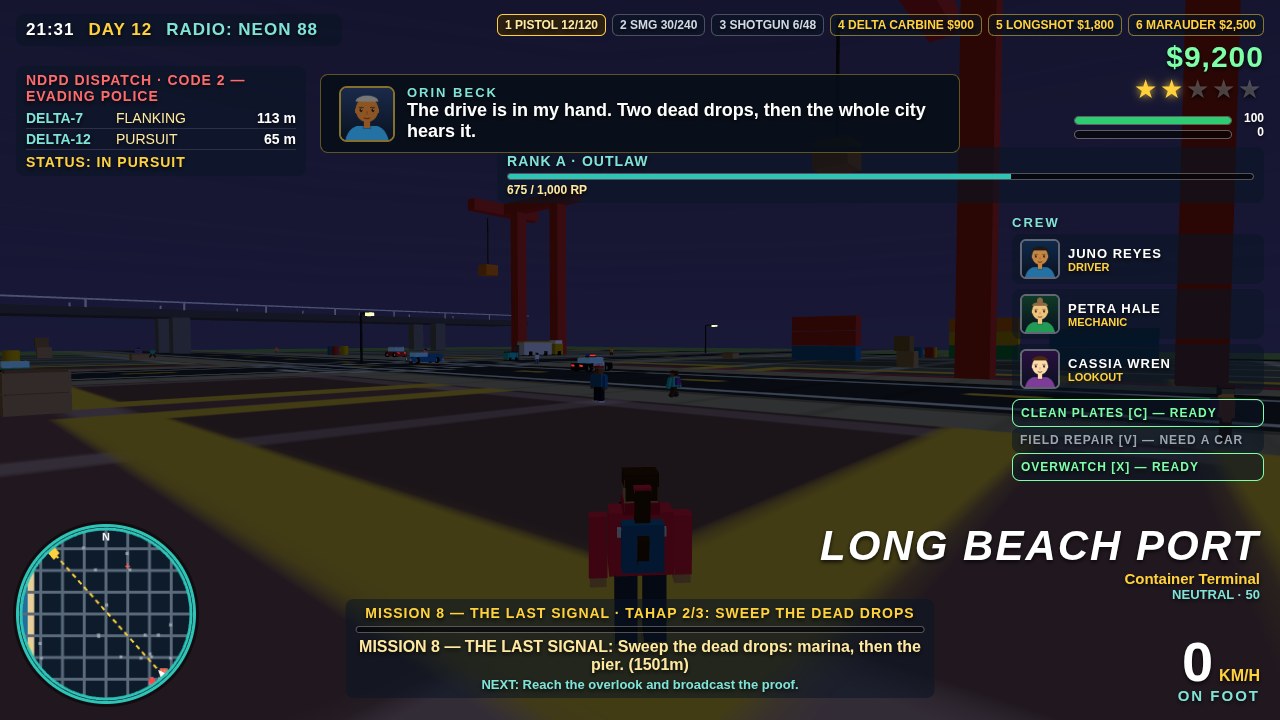 21:31 DAY 12 RADIO: NEON 88
1 PISTOL 12/120 2 SMG 30/240 3 SHOTGUN 6/48 4 DELTA CARBINE $900 5 LONGSHOT $1,800 6 MARAUDER $2,500
$9,200
100
0
NDPD DISPATCH · CODE 2 —
EVADING POLICE
DELTA-7 FLANKING 113 m
DELTA-12 PURSUIT 65 m
STATUS: IN PURSUIT
ORIN BECK
The drive is in my hand. Two dead drops, then the whole city
hears it.
RANK A · OUTLAW
675 / 1,000 RP
CREW
JUNO REYES
DRIVER
PETRA HALE
MECHANIC
CASSIA WREN
LOOKOUT
CLEAN PLATES [C] — READY
FIELD REPAIR [V] — NEED A CAR
OVERWATCH [X] — READY
N
LONG BEACH PORT
Container Terminal
NEUTRAL · 50
MISSION 8 — THE LAST SIGNAL · TAHAP 2/3: SWEEP THE DEAD DROPS
MISSION 8 — THE LAST SIGNAL: Sweep the dead drops: marina, then the
pier. (1501m)
NEXT: Reach the overlook and broadcast the proof.
0 KM/H
ON FOOT